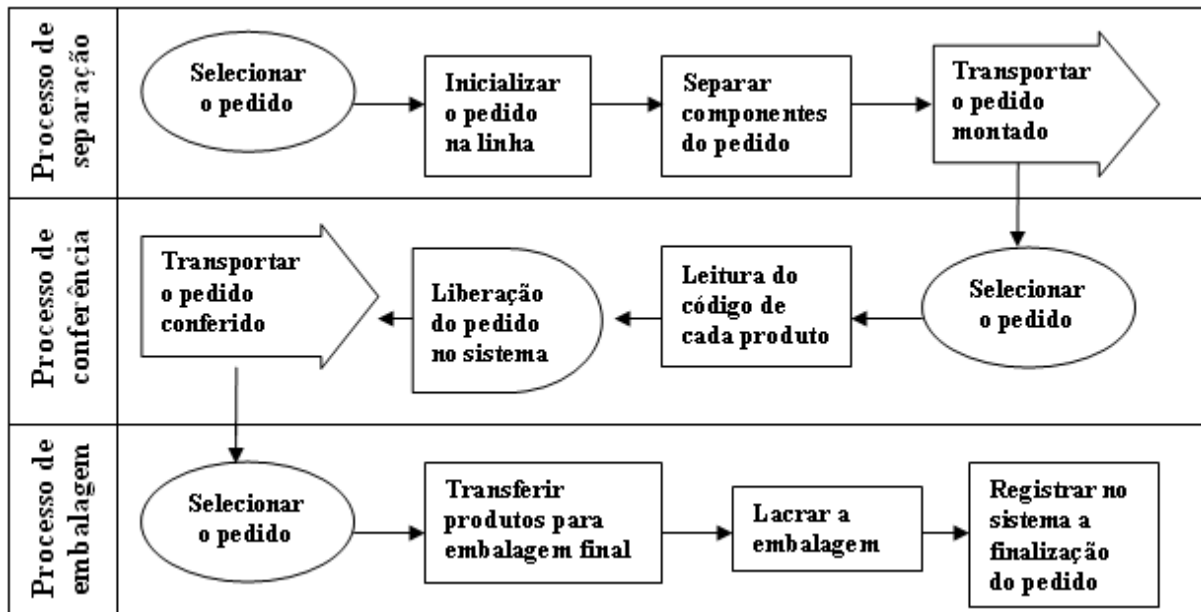 Processo de
separação
Selecionar
o pedido
Inicializar
o pedido
na linha
Separar
componentes
do pedido
Transportar
o pedido
montado
Processo de
conferência
Transportar
o pedido
conferido
Liberação
do pedido
no sistema
Leitura do
código de
cada produto
Selecionar
o pedido
Processo de
embalagem
Selecionar
o pedido
Transferir
produtos para
embalagem final
Lacrar a
embalagem
Registrar no
sistema a
finalização
do pedido